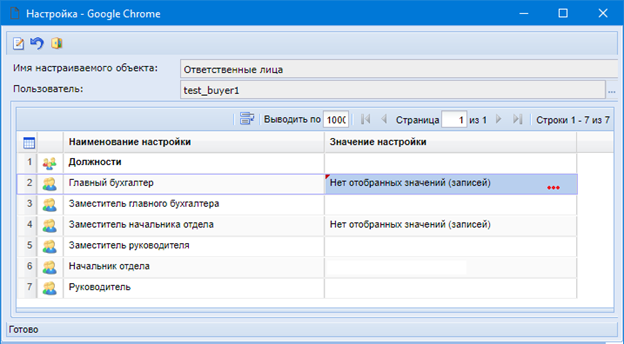 Настройка - Google Chrome
Имя настраиваемого объекта: Ответственные лица
Пользователь: test_buyer1 ...
Выводить по 1000 Страница 1 из 1 Строки 1 - 7 из 7
Наименование настройки Значение настройки
1 Должности
2 Главный бухгалтер Нет отобранных значений (записей) ...
3 Заместитель главного бухгалтера
4 Заместитель начальника отдела Нет отобранных значений (записей)
5 Заместитель руководителя
6 Начальник отдела
7 Руководитель
Готово